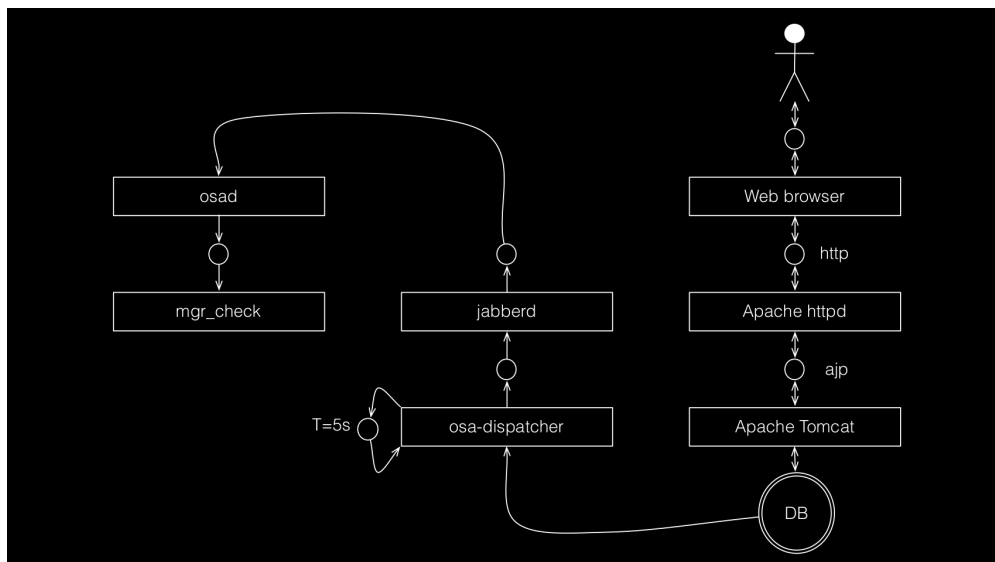 osad
Web browser
http
mgr_check
jabberd
Apache httpd
ajp
T=5s
osa-dispatcher
Apache Tomcat
DB